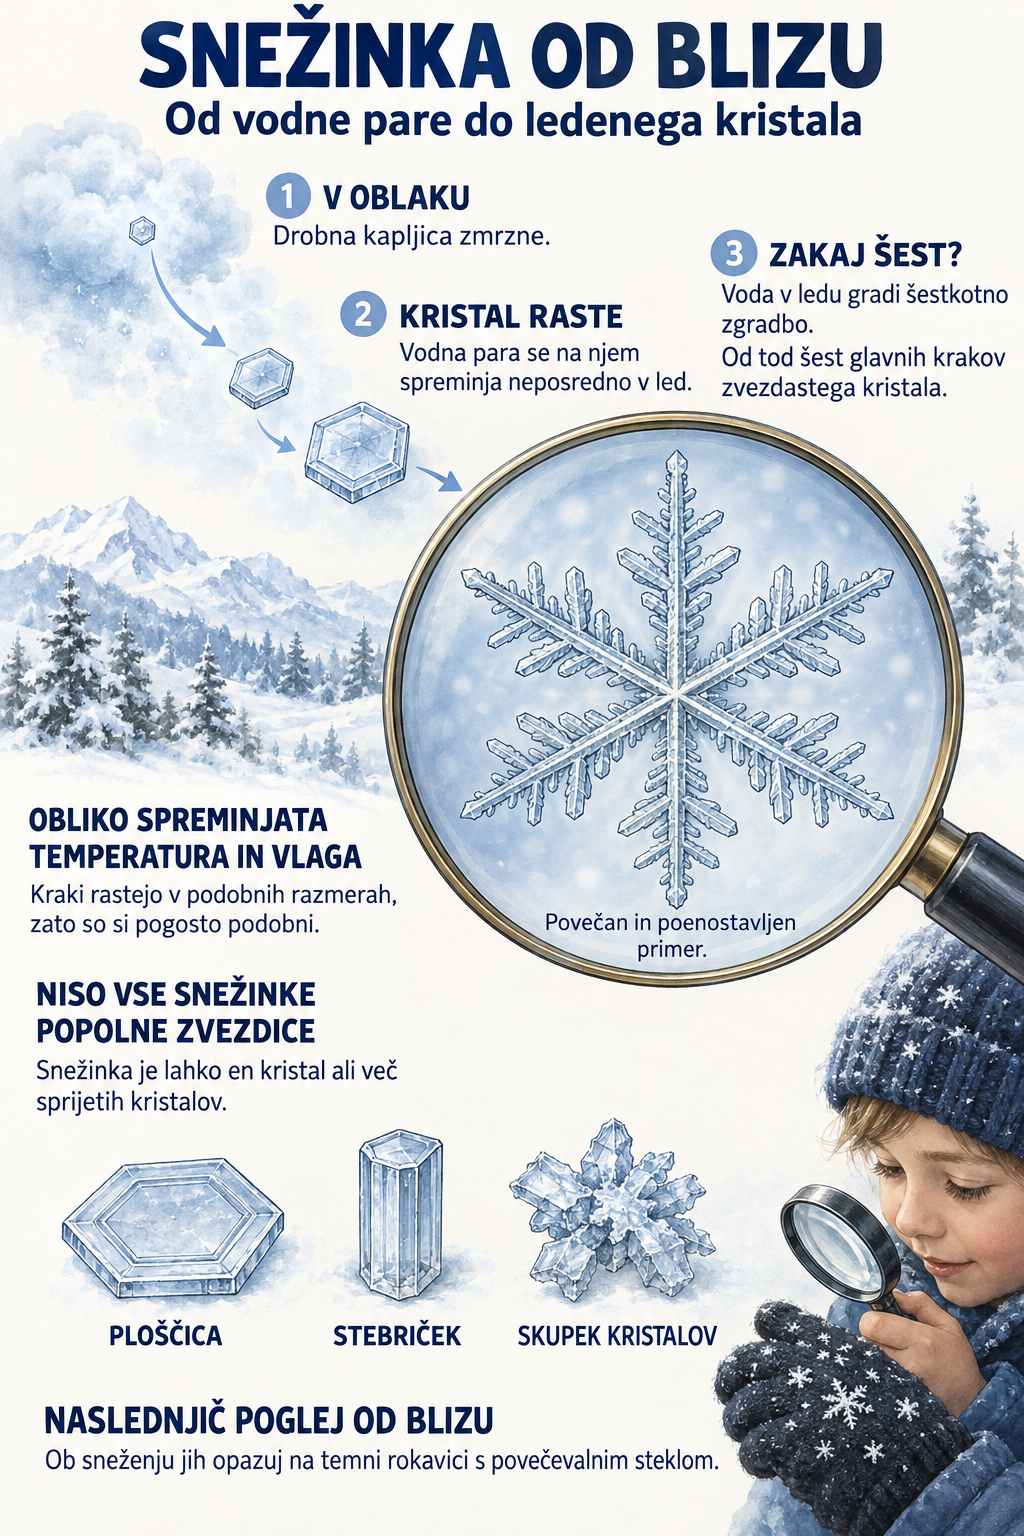 SNEŽINKA OD BLIZU
Od vodne pare do ledenega kristala
1 V OBLAKU
Drobna kapljica zmrzne.
2 KRISTAL RASTE
Vodna para se na njem
spreminja neposredno v led.
3 ZAKAJ ŠEST?
Voda v ledu gradi šestkotno
zgradbo.
Od tod šest glavnih krakov
zvezdastega kristala.
Povečan in poenostavljen
primer.
OBLIKO SPREMINJATA
TEMPERATURA IN VLAGA
Kraki rastejo v podobnih razmerah,
zato so si pogosto podobni.
NISO VSE SNEŽINKE
POPOLNE ZVEZDICE
Snežinka je lahko en kristal ali več
sprijetih kristalov.
PLOŠČICA
STEBRIČEK
SKUPEK KRISTALOV
NASLEDNJIČ POGLEJ OD BLIZU
Ob sneženju jih opazuj na temni rokavici s povečevalnim steklom.